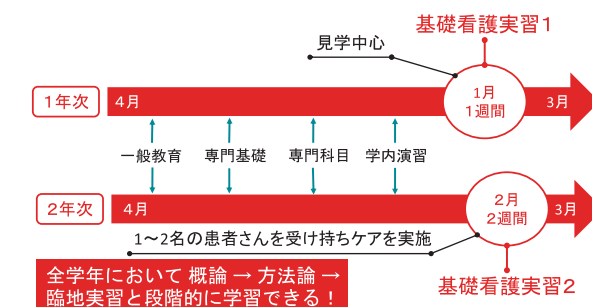 基礎看護実習1
見学中心
1年次
4月
1月
1週間
3月
一般教育
専門基礎
専門科目
学内演習
2年次
4月
2月
2週間
3月
1〜2名の患者さんを受け持ちケアを実施
基礎看護実習2
全学年において 概論 → 方法論 →
臨地実習と段階的に学習できる！